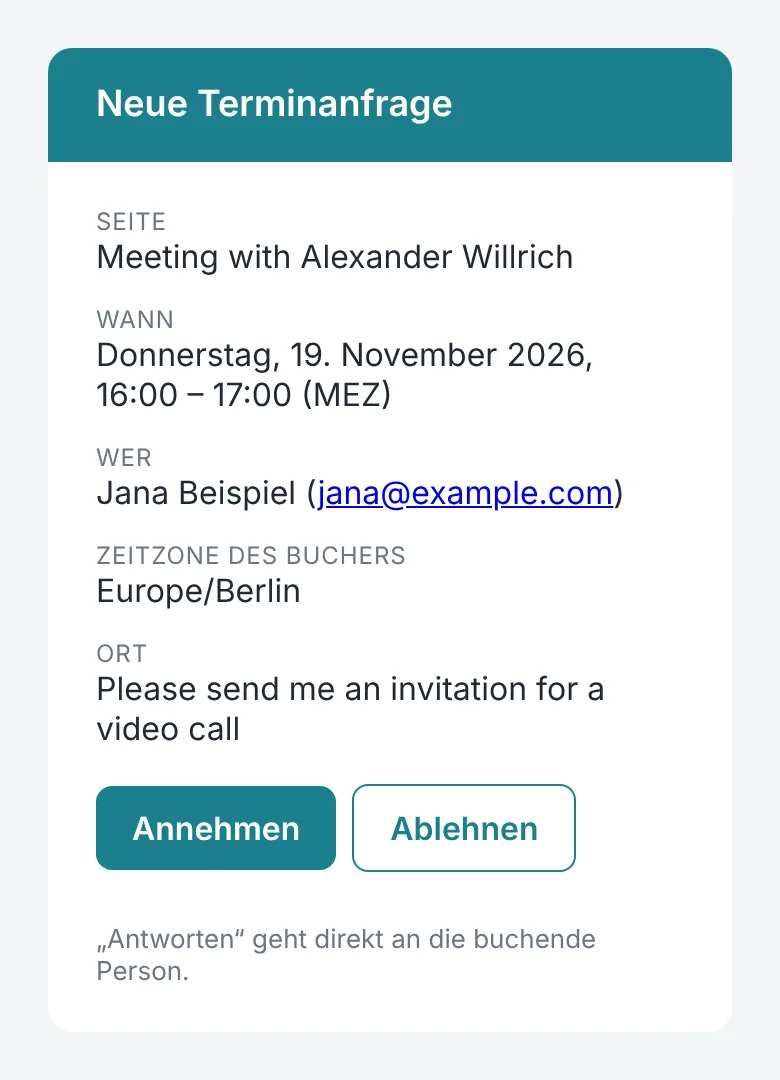 Neue Terminanfrage
SEITE
Meeting with Alexander Willrich
WANN
Donnerstag, 19. November 2026,
16:00 – 17:00 (MEZ)
WER
Jana Beispiel (jana@example.com)
ZEITZONE DES BUCHERS
Europe/Berlin
ORT
Please send me an invitation for a
video call
Annehmen Ablehnen
„Antworten“ geht direkt an die buchende
Person.